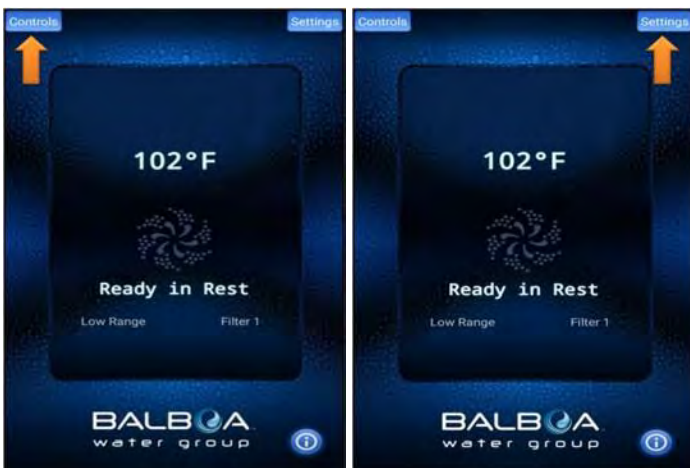 Controls Settings
102°F
Ready in Rest
Low Range Filter 1
BALBOA
water group
Controls Settings
102°F
Ready in Rest
Low Range Filter 1
BALBOA
water group